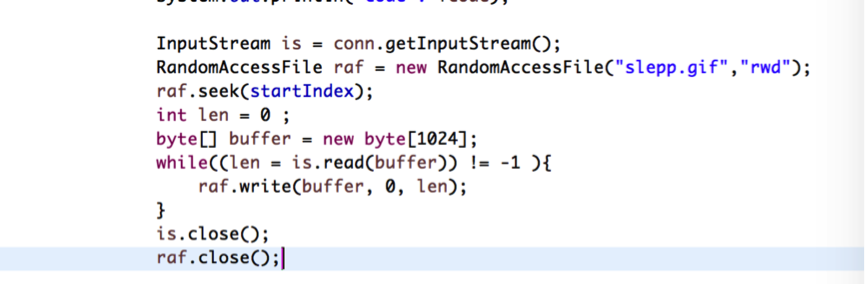 InputStream is = conn.getInputStream();
RandomAccessFile raf = new RandomAccessFile("slepp.gif","rwd");
raf.seek(startIndex);
int len = 0 ;
byte[] buffer = new byte[1024];
while((len = is.read(buffer)) != -1 ){
raf.write(buffer, 0, len);
}
is.close();
raf.close();